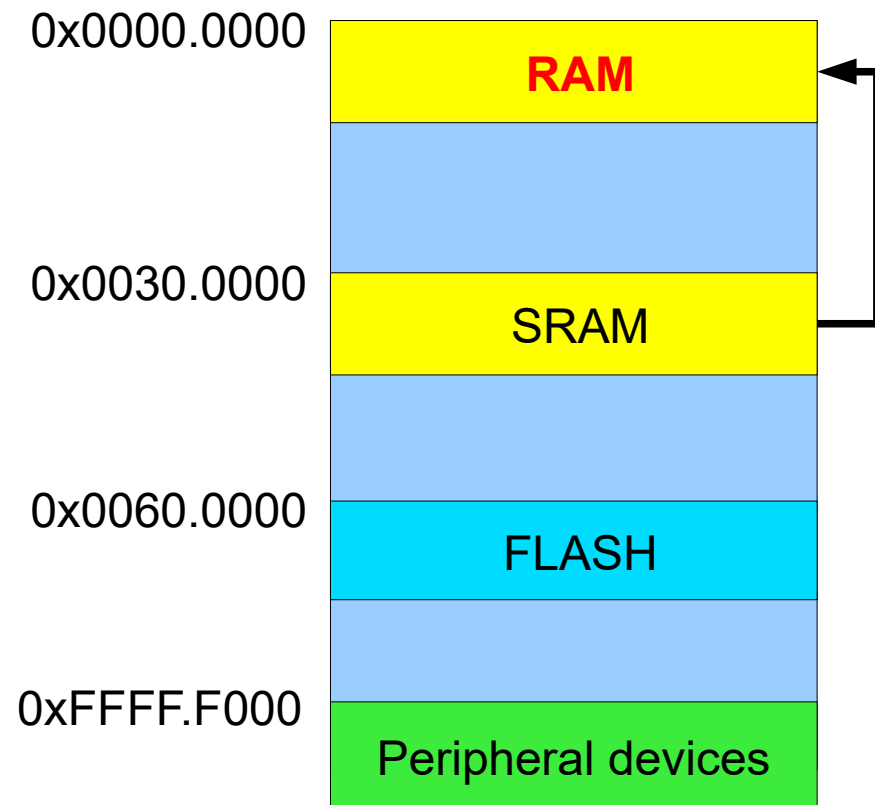 0x0000.0000
RAM
0x0030.0000
SRAM
0x0060.0000
FLASH
0xFFFF.F000
Peripheral devices